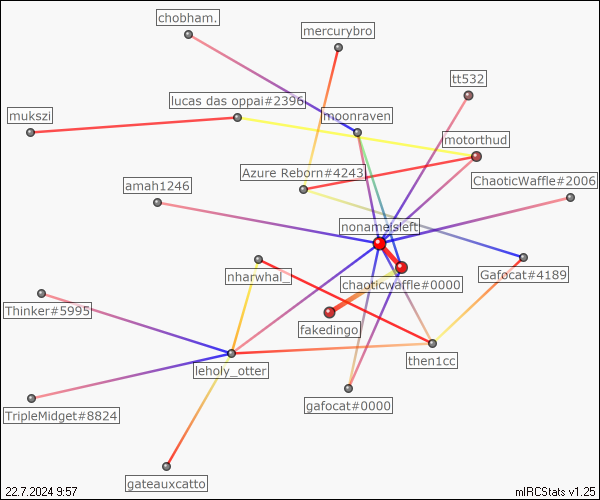 chobham.
mercurybro
tt532
lucas das oppai#2396
mukszi
moonraven
motorthud
Azure Reborn#4243
ChaoticWaffle#2006
amah1246
nonameisleft
nharwhal_
chaoticwaffle#0000
Gafocat#4189
Thinker#5995
fakedingo
then1cc
leholy_otter
gafocat#0000
TripleMidget#8824
gateauxcatto
22.7.2024 9:57
mIRCStats v1.25